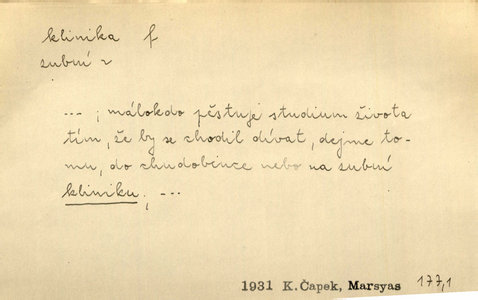 klinika f
zubní ~
--- ; málokdo pěstuje studium života
tím, že by se chodil dívat, dejme to-
mu, do chudobince nebo na zubní
kliniku; ---
1931 K.Čapek, Marsyas 177,1